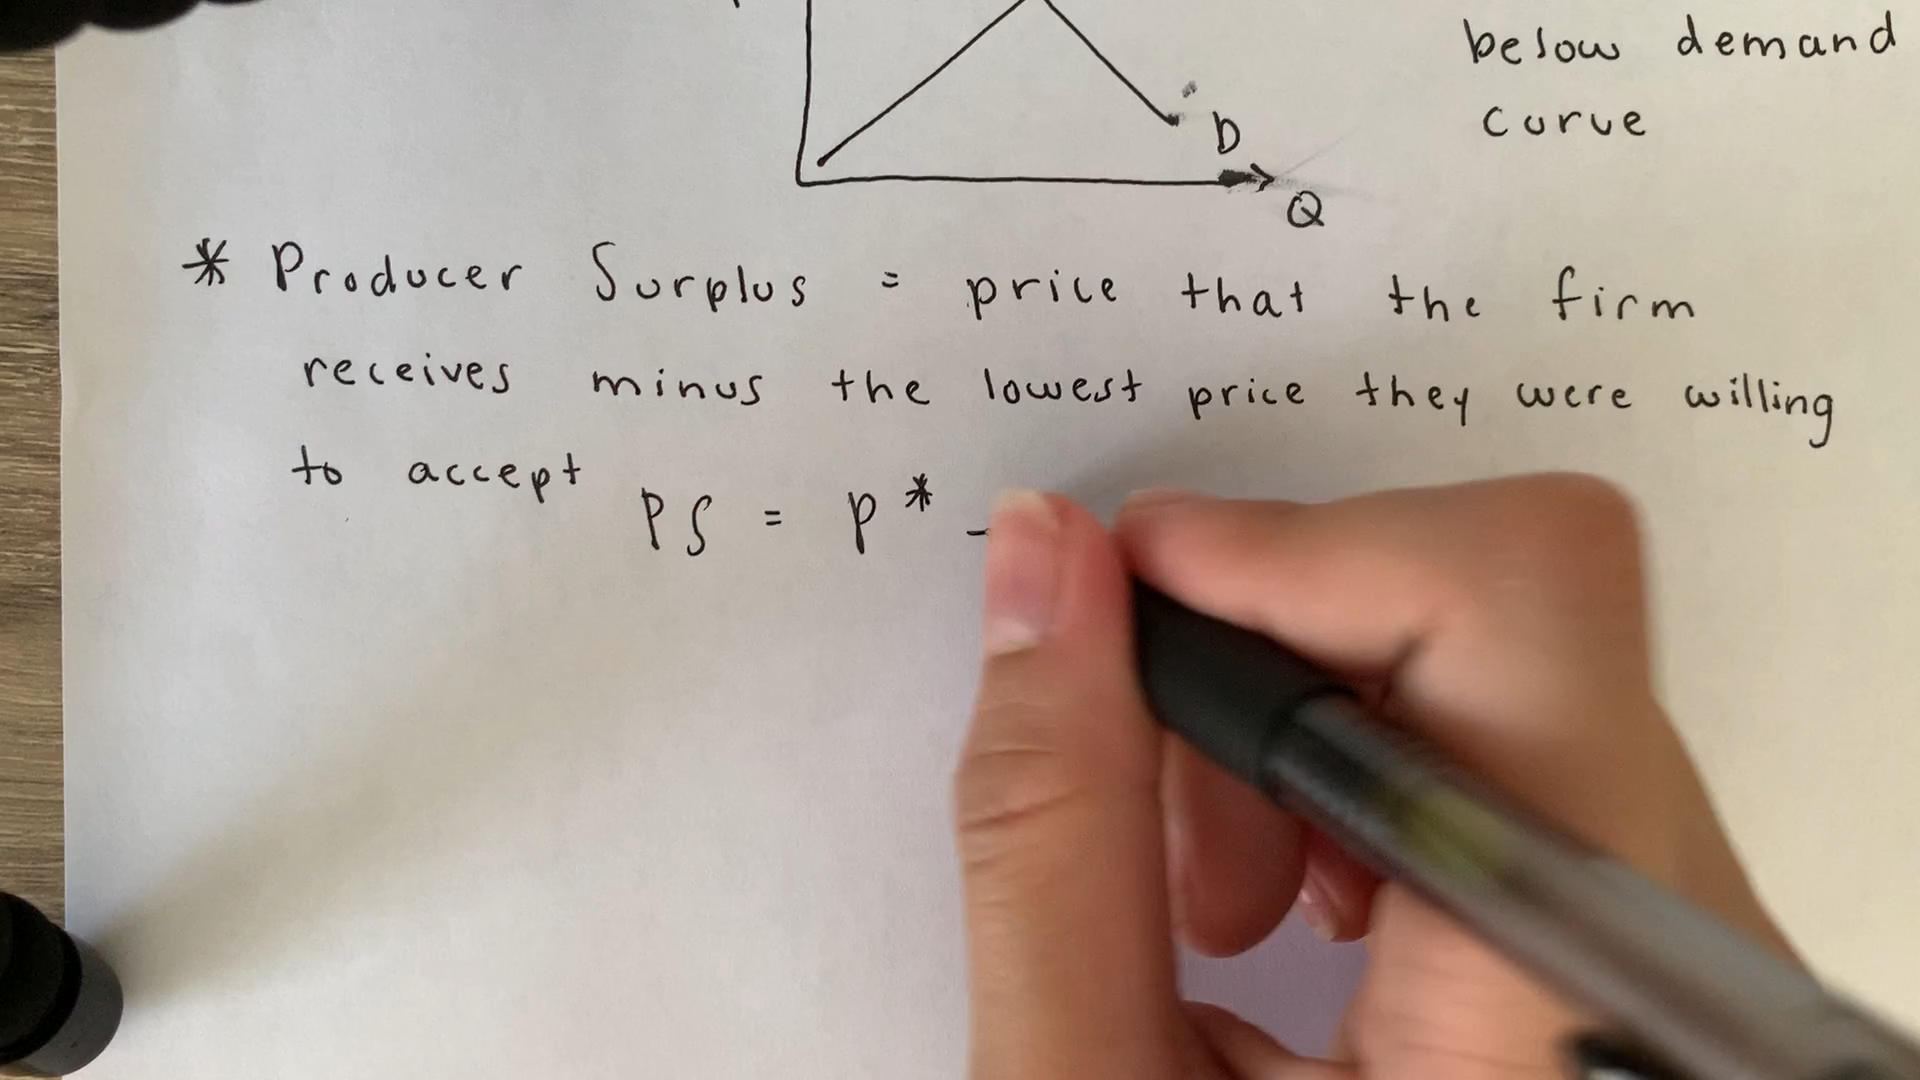 below demand
curve
D
Q
* Producer Surplus = price that the firm
receives minus the lowest price they were willing
to accept
PS = P* -